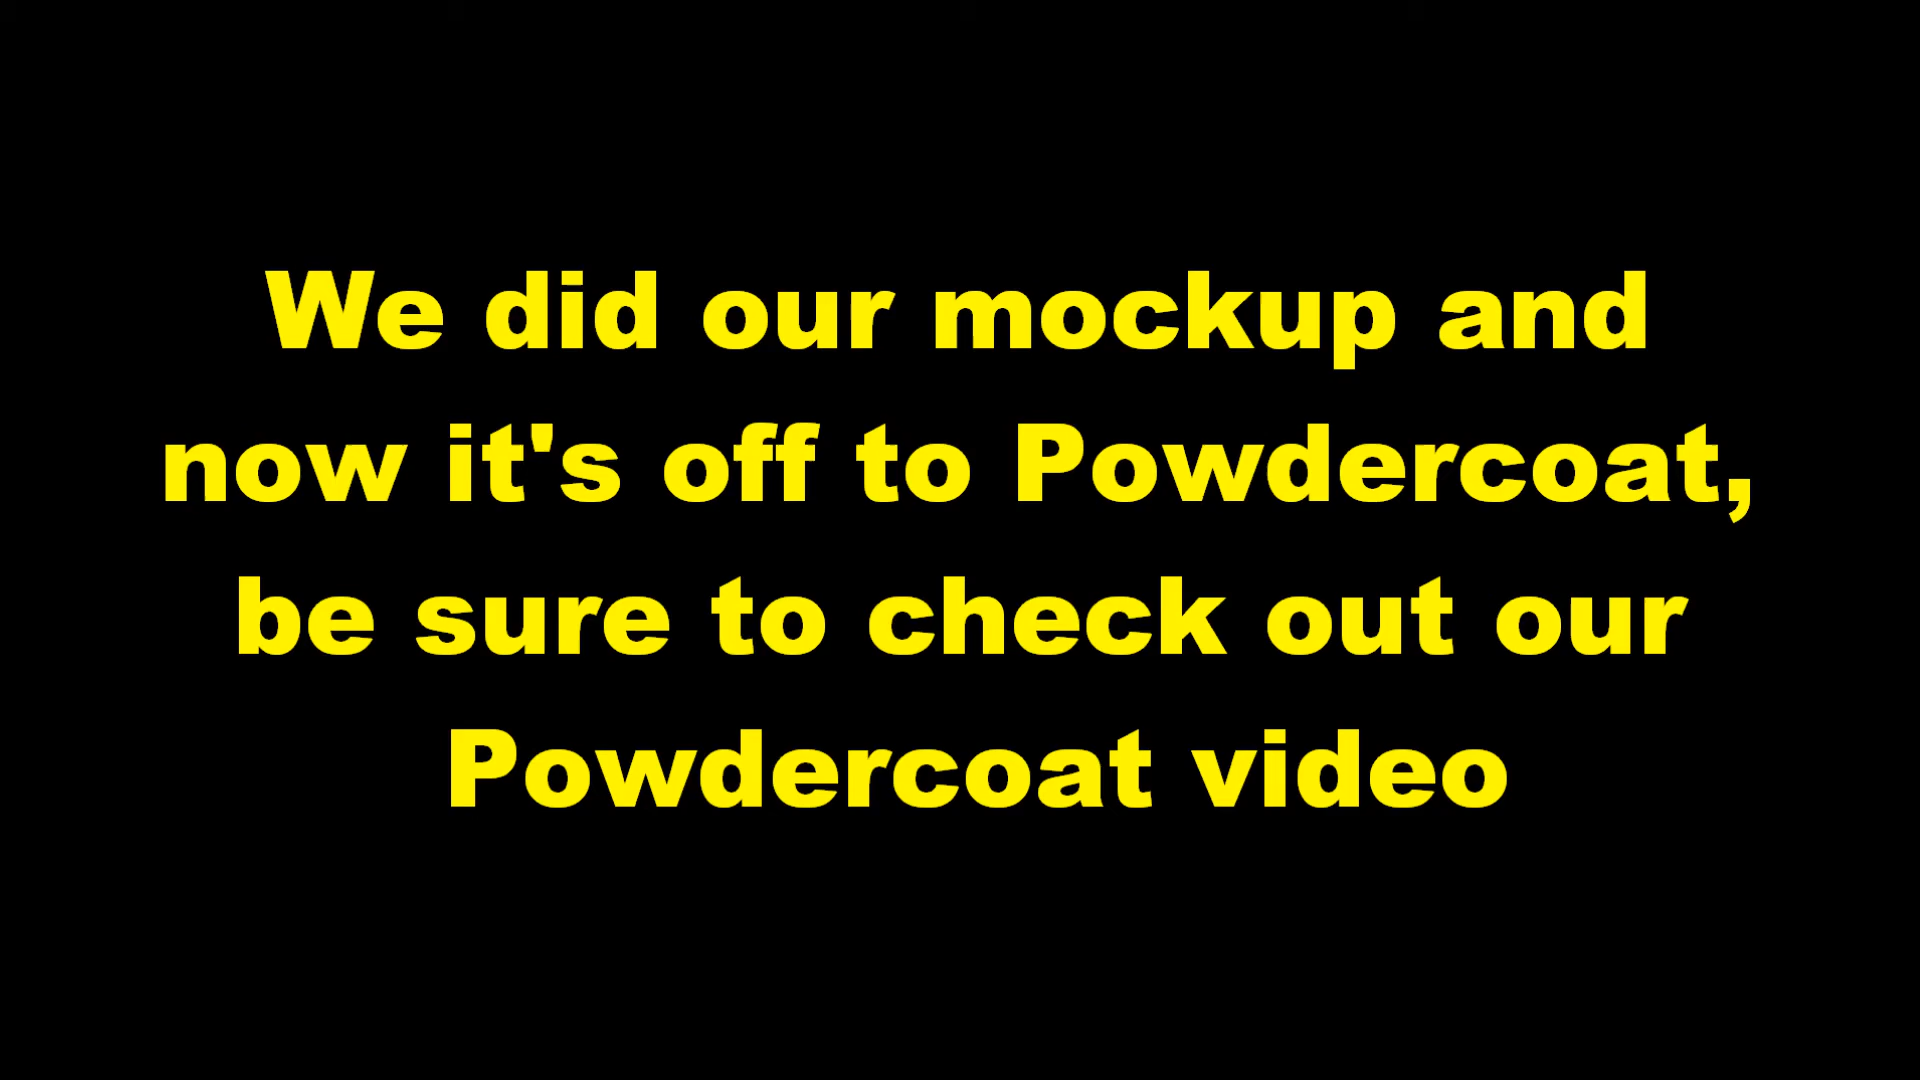 We did our mockup and
now it's off to Powdercoat,
be sure to check out our
Powdercoat video